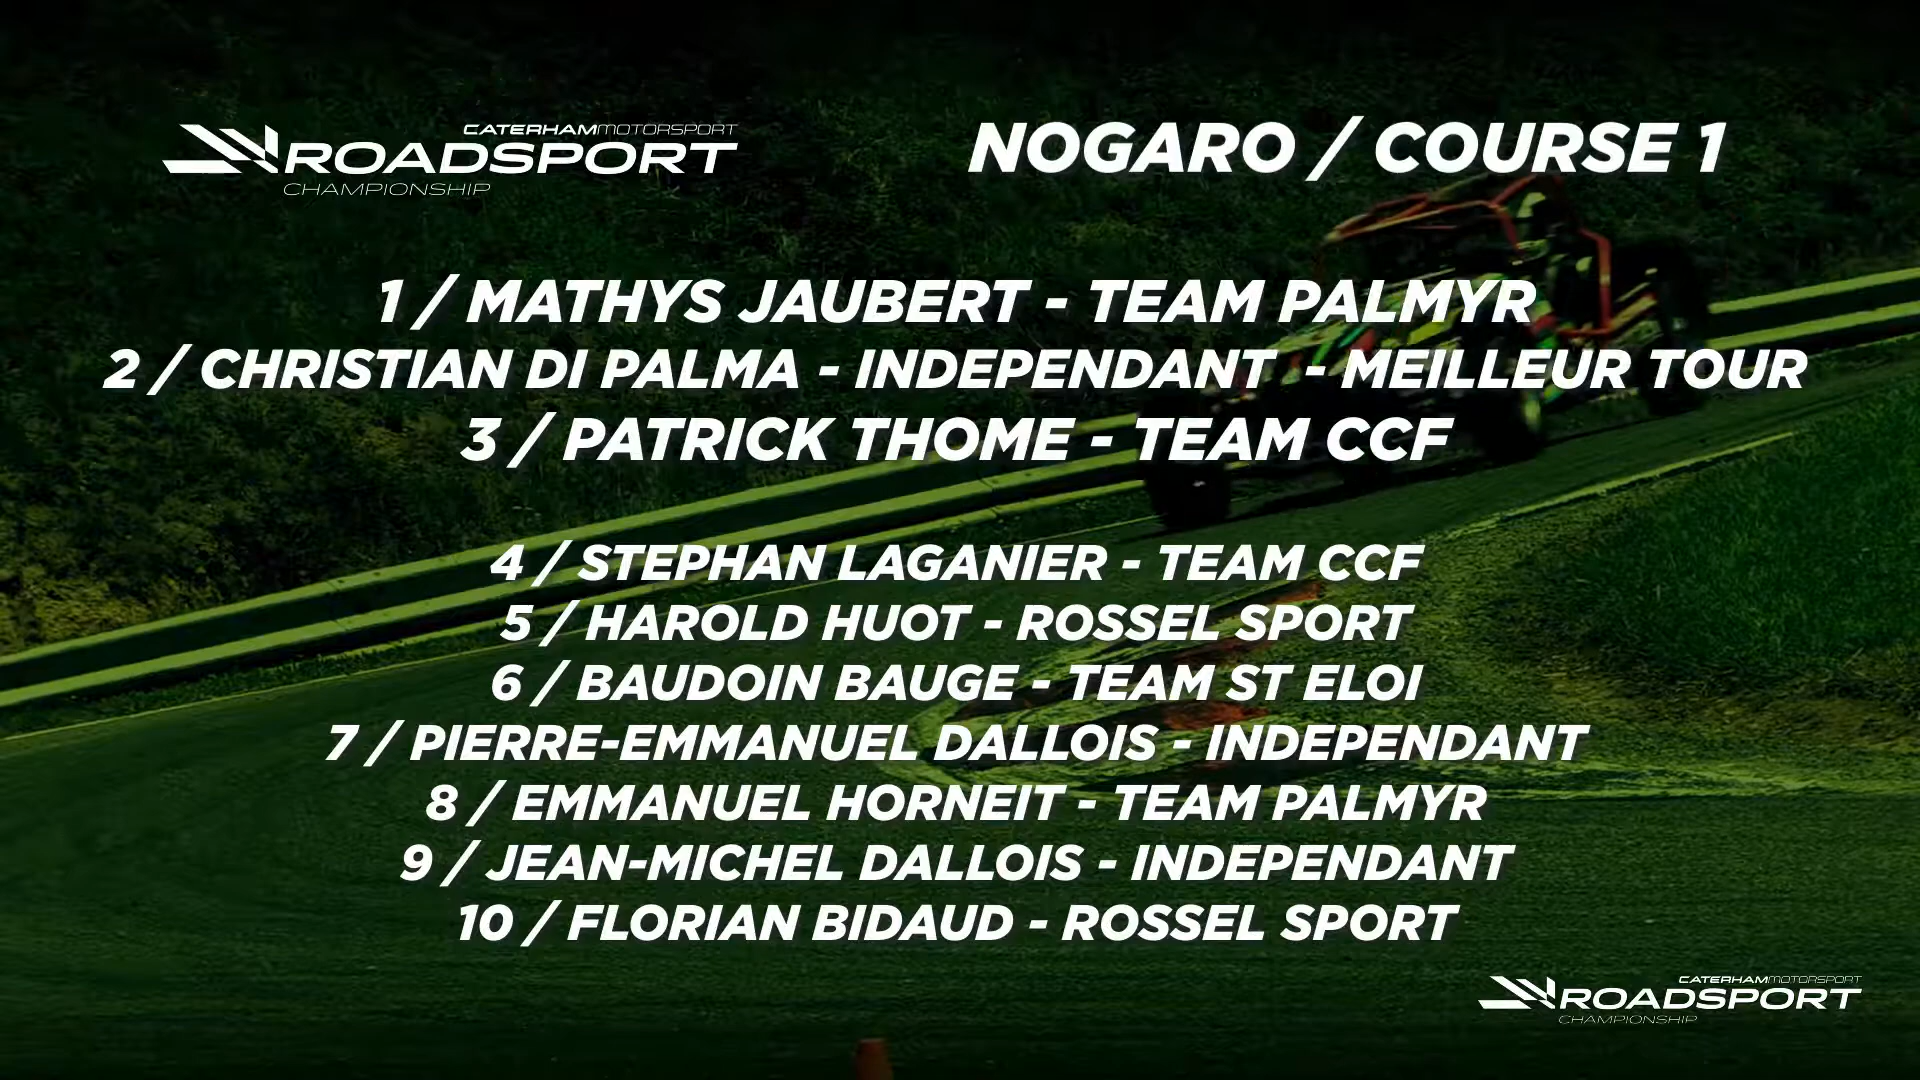 CATERHAMMOTORSPORT
ROADSPORT
CHAMPIONSHIP
NOGARO / COURSE 1
1 / MATHYS JAUBERT - TEAM PALMYR
2 / CHRISTIAN DI PALMA - INDEPENDANT - MEILLEUR TOUR
3 / PATRICK THOME - TEAM CCF
4 / STEPHAN LAGANIER - TEAM CCF
5 / HAROLD HUOT - ROSSEL SPORT
6 / BAUDOIN BAUGE - TEAM ST ELOI
7 / PIERRE-EMMANUEL DALLOIS - INDEPENDANT
8 / EMMANUEL HORNEIT - TEAM PALMYR
9 / JEAN-MICHEL DALLOIS - INDEPENDANT
10 / FLORIAN BIDAUD - ROSSEL SPORT
CATERHAMMOTORSPORT
ROADSPORT
CHAMPIONSHIP